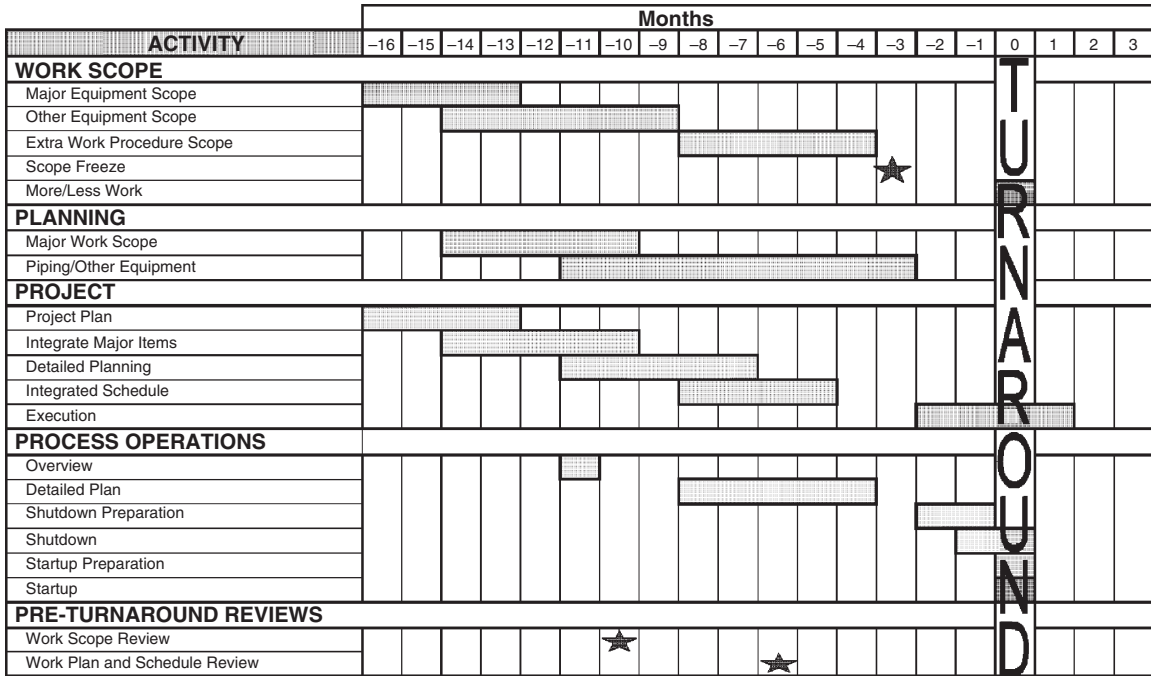 Months
ACTIVITY –16 –15 –14 –13 –12 –11 –10 –9 –8 –7 –6 –5 –4 –3 –2 –1 0 1 2 3
WORK SCOPE
Major Equipment Scope
Other Equipment Scope
Extra Work Procedure Scope
Scope Freeze
More/Less Work
PLANNING
Major Work Scope
Piping/Other Equipment
PROJECT
Project Plan
Integrate Major Items
Detailed Planning
Integrated Schedule
Execution
PROCESS OPERATIONS
Overview
Detailed Plan
Shutdown Preparation
Shutdown
Startup Preparation
Startup
PRE-TURNAROUND REVIEWS
Work Scope Review
Work Plan and Schedule Review
TURNAROUND